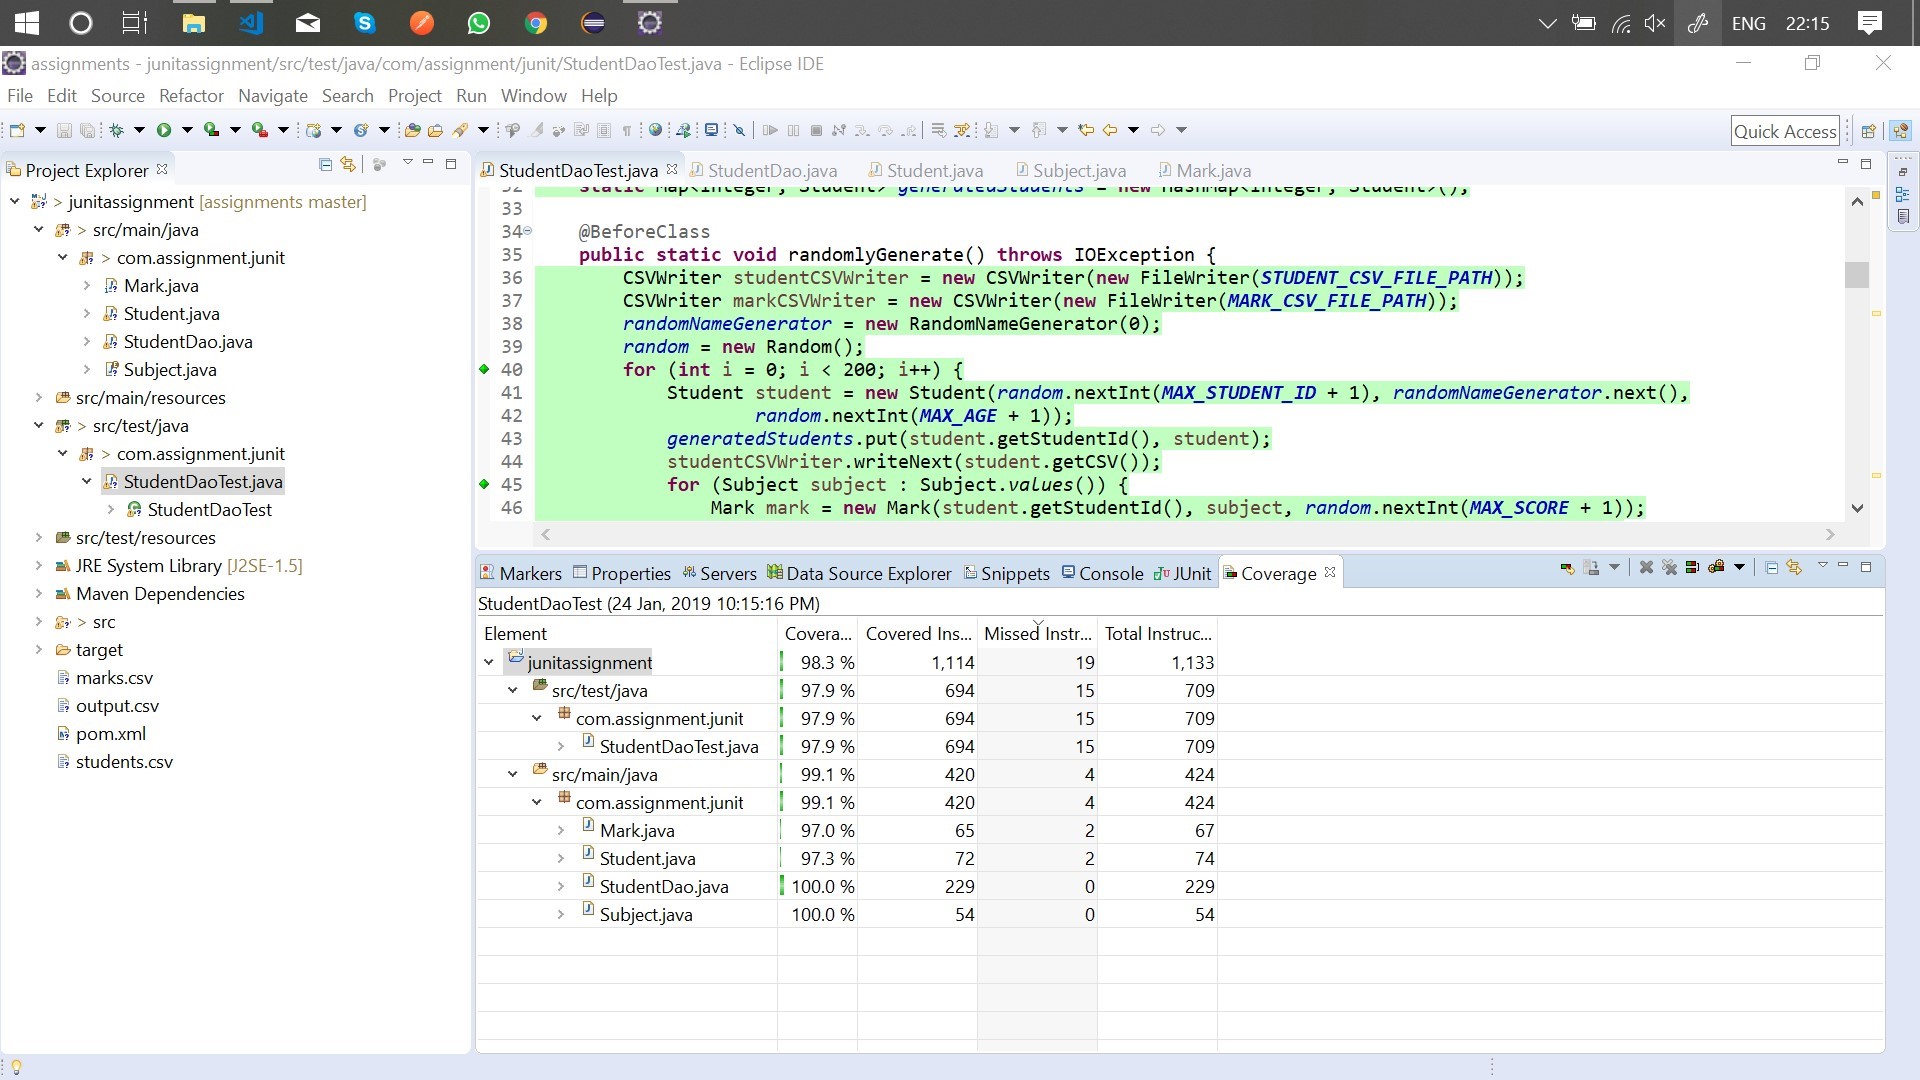 ENG 22:15
assignments - junitassignment/src/test/java/com/assignment/junit/StudentDaoTest.java - Eclipse IDE
File Edit Source Refactor Navigate Search Project Run Window Help
Quick Access
Project Explorer
junitassignment [assignments master]
src/main/java
com.assignment.junit
Mark.java
Student.java
StudentDao.java
Subject.java
src/main/resources
src/test/java
com.assignment.junit
StudentDaoTest.java
StudentDaoTest
src/test/resources
JRE System Library [J2SE-1.5]
Maven Dependencies
src
target
marks.csv
output.csv
pom.xml
students.csv
StudentDaoTest.java StudentDao.java Student.java Subject.java Mark.java
32 static Map<Integer, Student> generatedStudents = new HashMap<Integer, Student>();
33
34 @BeforeClass
35 public static void randomlyGenerate() throws IOException {
36 CSVWriter studentCSVWriter = new CSVWriter(new FileWriter(STUDENT_CSV_FILE_PATH));
37 CSVWriter markCSVWriter = new CSVWriter(new FileWriter(MARK_CSV_FILE_PATH));
38 randomNameGenerator = new RandomNameGenerator(0);
39 random = new Random();
40 for (int i = 0; i < 200; i++) {
41 Student student = new Student(random.nextInt(MAX_STUDENT_ID + 1), randomNameGenerator.next(),
42 random.nextInt(MAX_AGE + 1));
43 generatedStudents.put(student.getStudentId(), student);
44 studentCSVWriter.writeNext(student.getCSV());
45 for (Subject subject : Subject.values()) {
46 Mark mark = new Mark(student.getStudentId(), subject, random.nextInt(MAX_SCORE + 1));
Markers Properties Servers Data Source Explorer Snippets Console JUnit Coverage
StudentDaoTest (24 Jan, 2019 10:15:16 PM)
Element Covera... Covered Ins... Missed Instr... Total Instruc...
junitassignment 98.3 % 1,114 19 1,133
src/test/java 97.9 % 694 15 709
com.assignment.junit 97.9 % 694 15 709
StudentDaoTest.java 97.9 % 694 15 709
src/main/java 99.1 % 420 4 424
com.assignment.junit 99.1 % 420 4 424
Mark.java 97.0 % 65 2 67
Student.java 97.3 % 72 2 74
StudentDao.java 100.0 % 229 0 229
Subject.java 100.0 % 54 0 54